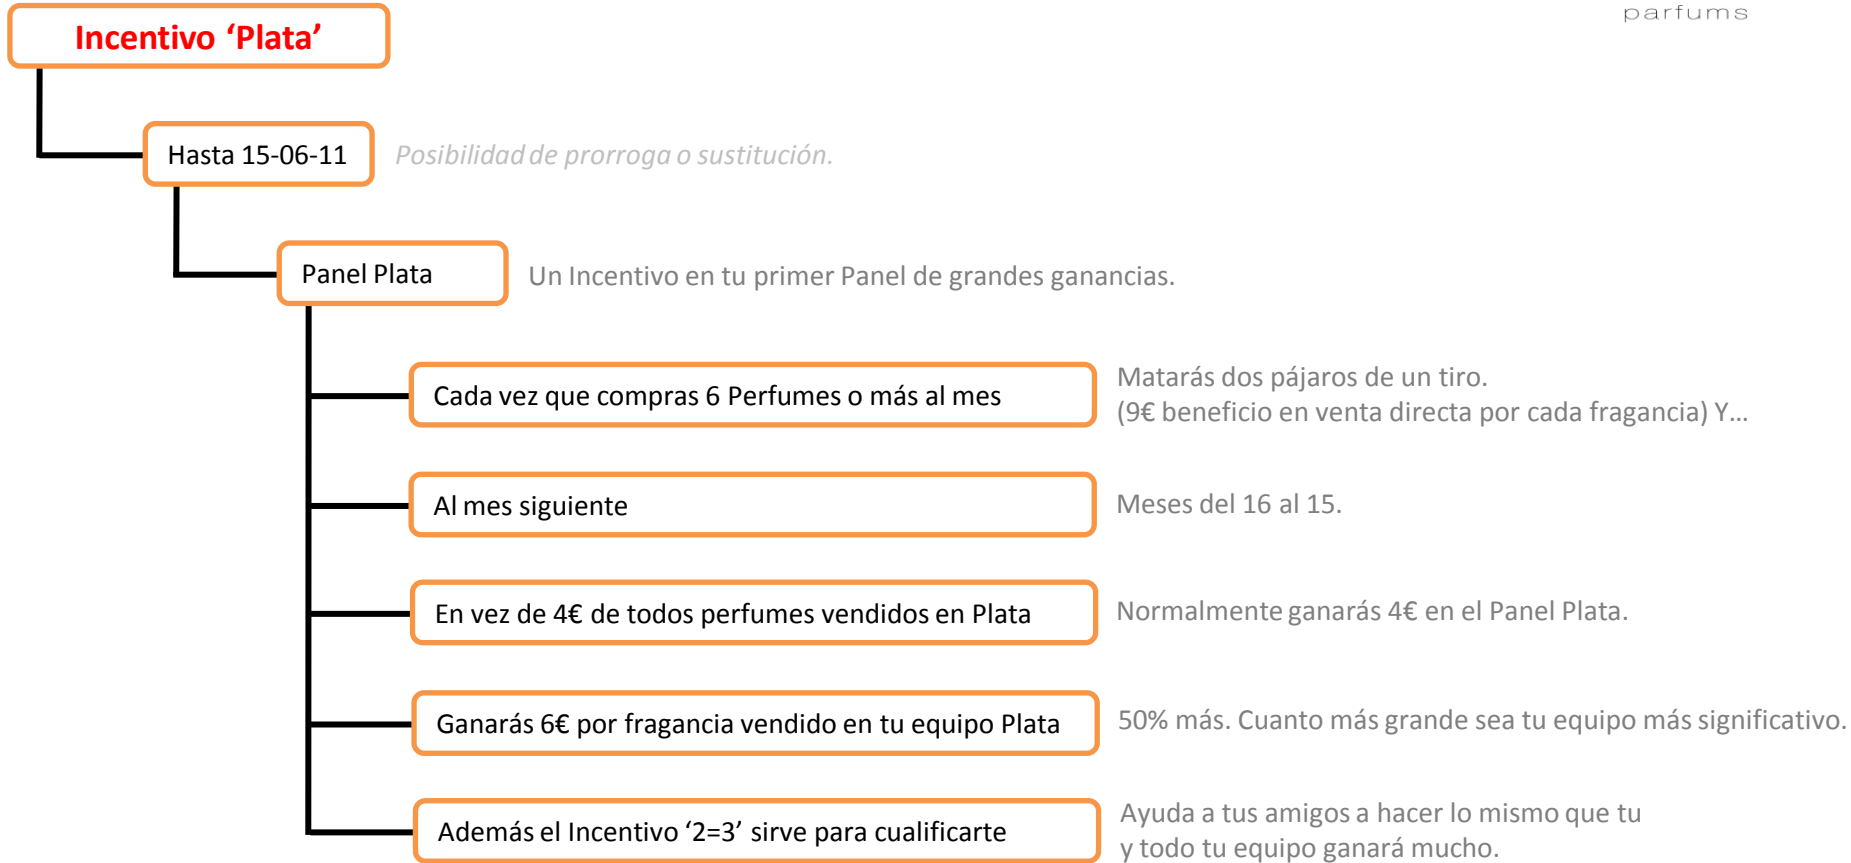 parfums
Incentivo ‘Plata’
Hasta 15-06-11
Posibilidad de prorroga o sustitución.
Panel Plata
Un Incentivo en tu primer Panel de grandes ganancias.
Cada vez que compras 6 Perfumes o más al mes
Matarás dos pájaros de un tiro.
(9€ beneficio en venta directa por cada fragancia) Y…
Al mes siguiente
Meses del 16 al 15.
En vez de 4€ de todos perfumes vendidos en Plata
Normalmente ganarás 4€ en el Panel Plata.
Ganarás 6€ por fragancia vendido en tu equipo Plata
50% más. Cuanto más grande sea tu equipo más significativo.
Además el Incentivo ‘2=3’ sirve para cualificarte
Ayuda a tus amigos a hacer lo mismo que tu
y todo tu equipo ganará mucho.